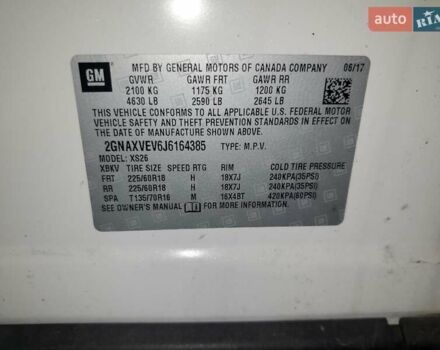 auto RIA
GM
MFD BY GENERAL MOTORS OF CANADA COMPANY 08/17
GVWR GAWR FRT GAWR RR
2100 KG 1175 KG 1200 KG
4630 LB 2590 LB 2645 LB
THIS VEHICLE CONFORMS TO ALL APPLICABLE U.S. FEDERAL MOTOR
VEHICLE SAFETY, BUMPER, AND THEFT PREVENTION STANDARDS IN
EFFECT ON THE DATE OF MANUFACTURE SHOWN ABOVE.
2GNAXVEV6J6164385 TYPE: M.P.V.
MODEL: XS26
XBKV TIRE SIZE SPEED RTG RIM COLD TIRE PRESSURE
FRT 225/60R18 H 18X7J 240KPA(35PSI)
RR 225/60R18 H 18X7J 240KPA(35PSI)
SPA T135/70R16 M 16X4BT 420KPA(60PSI)
SEE OWNER'S MANUAL FOR MORE INFORMATION.